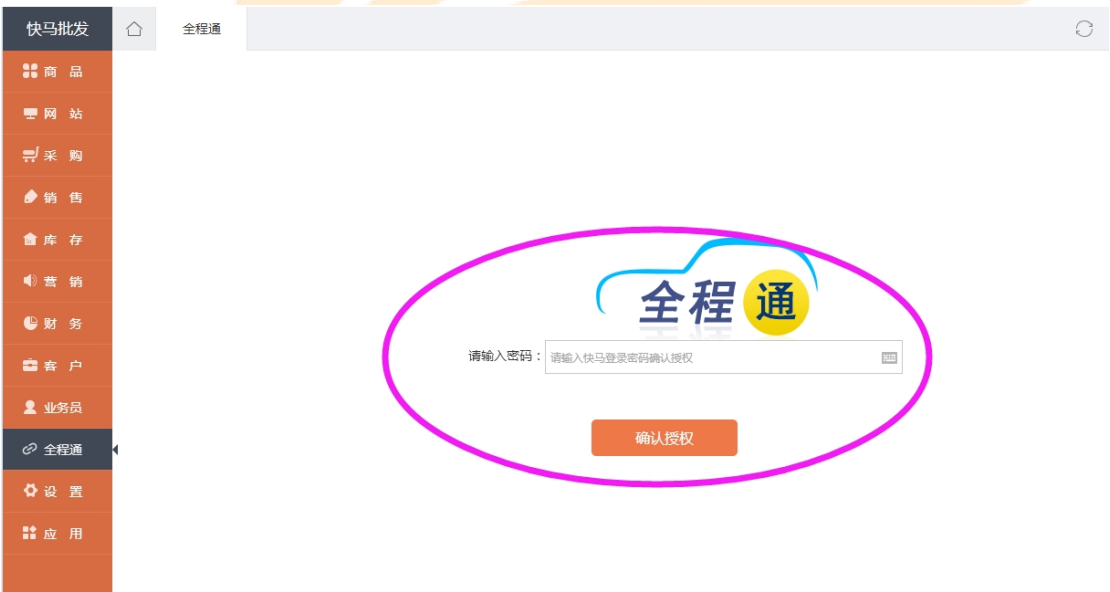 快马批发
全程通
商 品
网 站
采 购
销 售
库 存
营 销
财 务
客 户
业务员
全程通
设 置
应 用
全程通
请输入密码：
请输入快马登录密码确认授权
确认授权